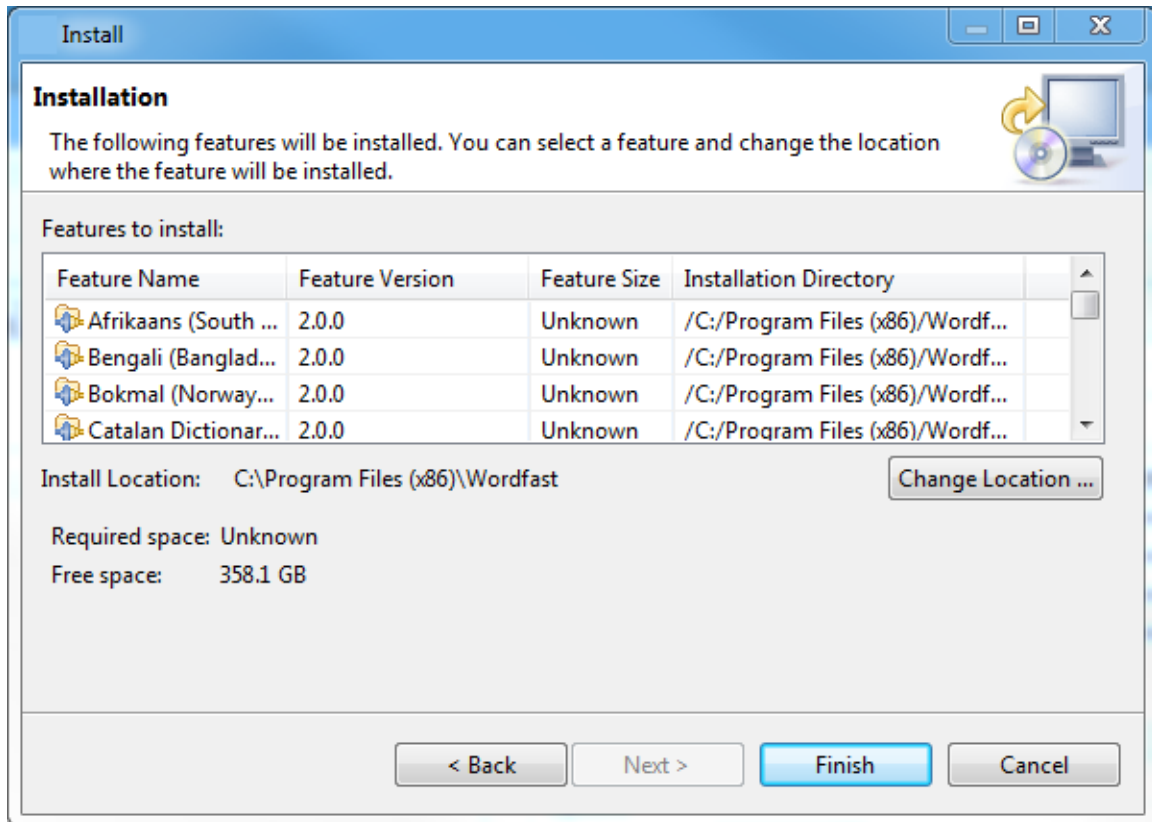 Install
Installation
The following features will be installed. You can select a feature and change the location
where the feature will be installed.
Features to install:
Feature Name Feature Version Feature Size Installation Directory
Afrikaans (South ... 2.0.0 Unknown /C:/Program Files (x86)/Wordf...
Bengali (Banglad... 2.0.0 Unknown /C:/Program Files (x86)/Wordf...
Bokmal (Norway... 2.0.0 Unknown /C:/Program Files (x86)/Wordf...
Catalan Dictionar... 2.0.0 Unknown /C:/Program Files (x86)/Wordf...
Install Location: C:\Program Files (x86)\Wordfast Change Location ...
Required space: Unknown
Free space: 358.1 GB
< Back Next > Finish Cancel